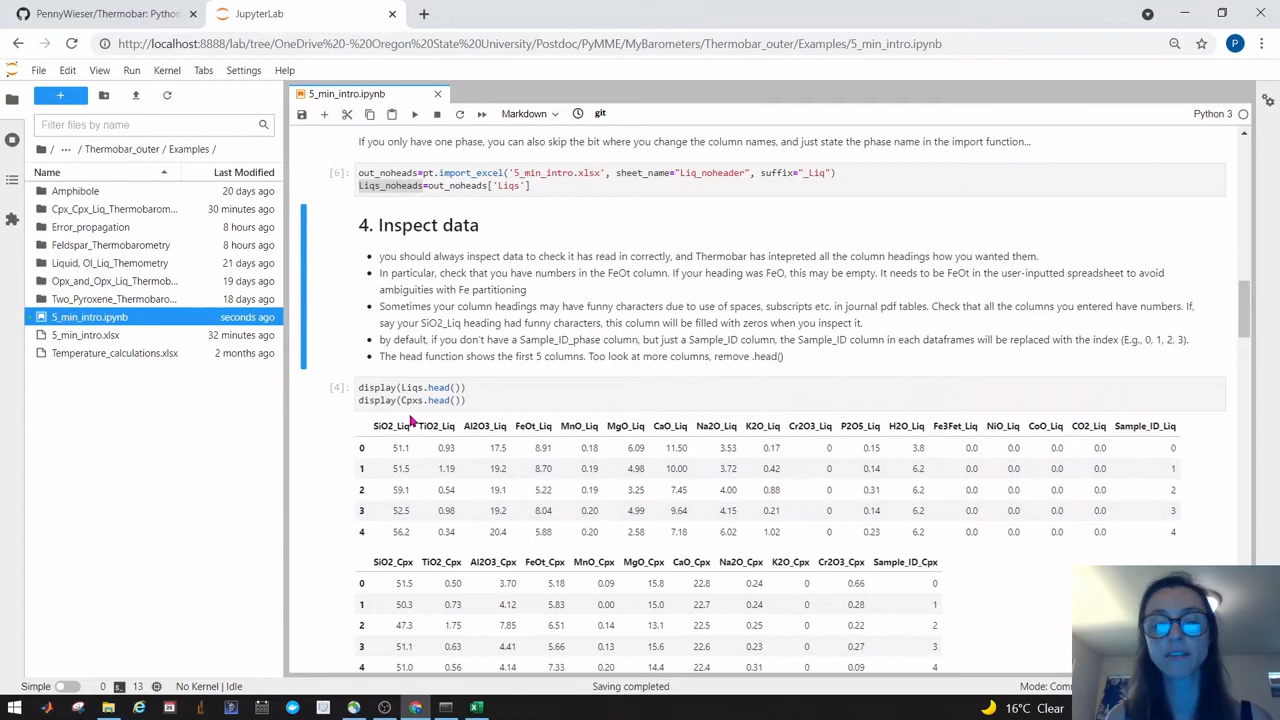 PennyWieser/Thermobar: Python
JupyterLab
http://localhost:8888/lab/tree/OneDrive%20-%20Oregon%20State%20University/Postdoc/PyMME/MyBarometers/Thermobar_outer/Examples/5_min_intro.ipynb
P
File Edit View Run Kernel Tabs Settings Help
5_min_intro.ipynb
Markdown git Python 3
Filter files by name
/ ... / Thermobar_outer / Examples /
Name Last Modified
Amphibole 20 days ago
Cpx_Cpx_Liq_Thermobarom... 30 minutes ago
Error_propagation 8 hours ago
Feldspar_Thermobarometry 8 hours ago
Liquid, Ol_Liq_Themometry 8 hours ago
Opx_and_Opx_Liq_Thermob... 18 days ago
Two_Pyroxene_Thermobaro... 18 days ago
5_min_intro.ipynb seconds ago
5_min_intro.xlsx 32 minutes ago
Temperature_calculations.xlsx 2 months ago
If you only have one phase, you can also skip the bit where you change the column names, and just state the phase name in the import function...
[6]: out_noheads=pt.import_excel('5_min_intro.xlsx', sheet_name="Liq_noheader", suffix="_Liq")
Liqs_noheads=out_noheads['Liqs']
4. Inspect data
you should always inspect data to check it has read in correctly, and Thermobar has intepreted all the column headings how you wanted them.
In particular, check that you have numbers in the FeOt column. If your heading was FeO, this may be empty. It needs to be FeOt in the user-inputted spreadsheet to avoid
ambiguities with Fe partitioning
Sometimes your column headings may have funny characters due to use of spaces, subscripts etc. in journal pdf tables. Check that all the columns you entered have numbers. If,
say your SiO2_Liq heading had funny characters, this column will be filled with zeros when you inspect it.
by default, if you don't have a Sample_ID_phase column, but just a Sample_ID column, the Sample_ID column in each dataframes will be replaced with the index (E.g., 0, 1, 2, 3).
The head function shows the first 5 columns. Too look at more columns, remove .head()
[4]: display(Liqs.head())
display(Cpxs.head())
SiO2_Liq TiO2_Liq Al2O3_Liq FeOt_Liq MnO_Liq MgO_Liq CaO_Liq Na2O_Liq K2O_Liq Cr2O3_Liq P2O5_Liq H2O_Liq Fe3Fet_Liq NiO_Liq CoO_Liq CO2_Liq Sample_ID_Liq
0 51.1 0.93 17.5 8.91 0.18 6.09 11.50 3.53 0.17 0 0.15 3.8 0.0 0.0 0.0 0.0 0
1 51.5 1.19 19.2 8.70 0.19 4.98 10.00 3.72 0.42 0 0.14 6.2 0.0 0.0 0.0 0.0 1
2 59.1 0.54 19.1 5.22 0.19 3.25 7.45 4.00 0.88 0 0.31 6.2 0.0 0.0 0.0 0.0 2
3 52.5 0.98 19.2 8.04 0.20 4.99 9.64 4.15 0.21 0 0.14 6.2 0.0 0.0 0.0 0.0 3
4 56.2 0.34 20.4 5.88 0.20 2.58 7.18 6.02 1.02 0 0.23 6.2 0.0 0.0 0.0 0.0 4
SiO2_Cpx TiO2_Cpx Al2O3_Cpx FeOt_Cpx MnO_Cpx MgO_Cpx CaO_Cpx Na2O_Cpx K2O_Cpx Cr2O3_Cpx Sample_ID_Cpx
0 51.5 0.50 3.70 5.18 0.09 15.8 22.8 0.24 0 0.66 0
1 50.3 0.73 4.12 5.83 0.00 15.0 22.7 0.24 0 0.28 1
2 47.3 1.75 7.85 6.51 0.14 13.1 22.5 0.25 0 0.22 2
3 51.1 0.63 4.41 5.66 0.13 15.6 22.6 0.23 0 0.27 3
4 51.0 0.56 4.14 7.33 0.20 14.4 22.4 0.31 0 0.09 4
Simple 0 13 No Kernel | Idle Saving completed Mode: Com
16°C Clear